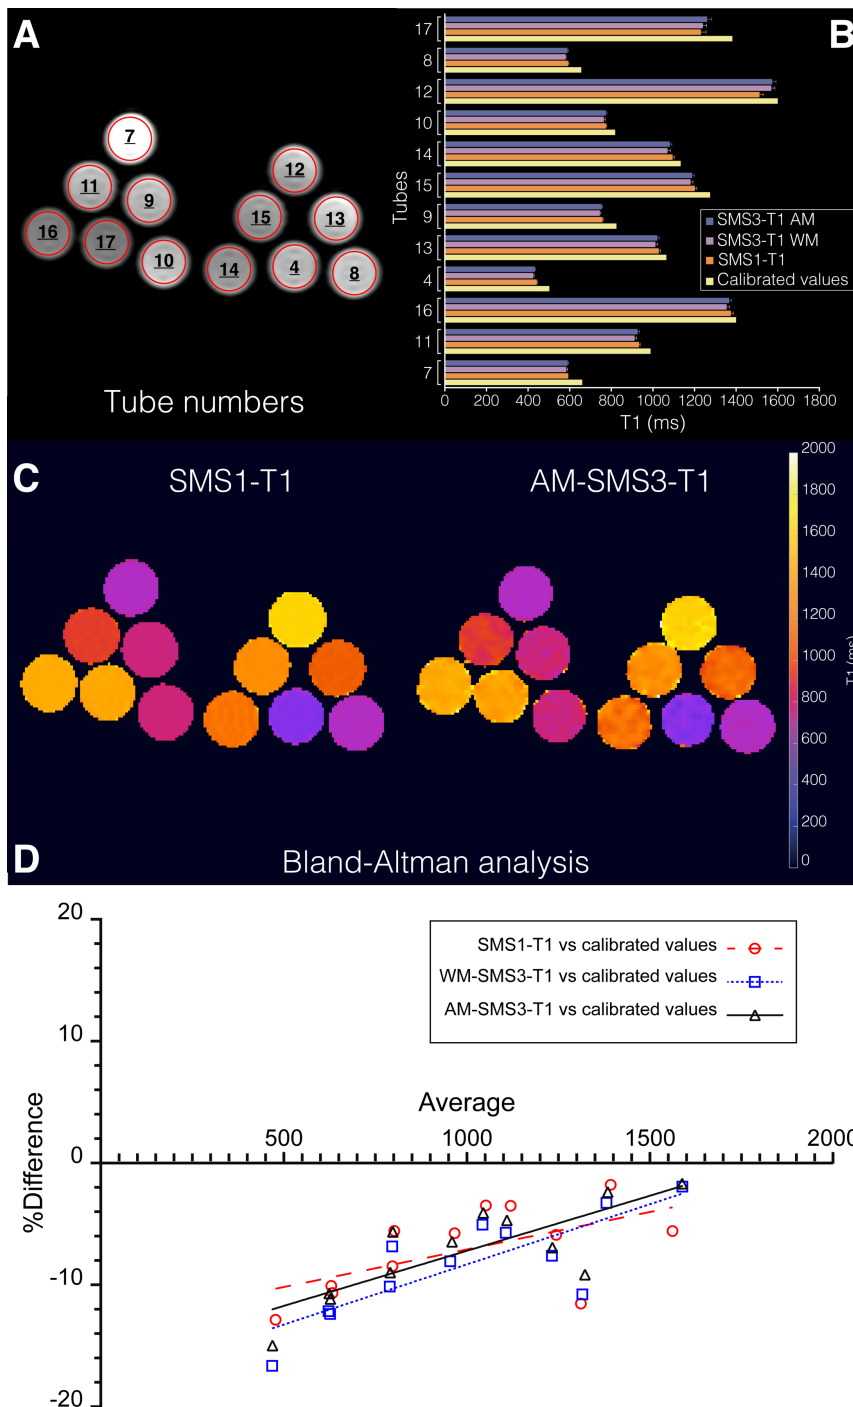 A
7
11
9
12
16
17
15
13
10
14
4
8
Tube numbers
B
Tubes
17
8
12
10
14
15
9
13
4
16
11
7
SMS3-T1 AM
SMS3-T1 WM
SMS1-T1
Calibrated values
0 200 400 600 800 1000 1200 1400 1600 1800
T1 (ms)
C
SMS1-T1
AM-SMS3-T1
2000
1800
1600
1400
1200
1000
800
600
400
200
0
T1 (ms)
D
Bland-Altman analysis
20
10
0
-10
-20
%Difference
SMS1-T1 vs calibrated values
WM-SMS3-T1 vs calibrated values
AM-SMS3-T1 vs calibrated values
Average
500 1000 1500 2000